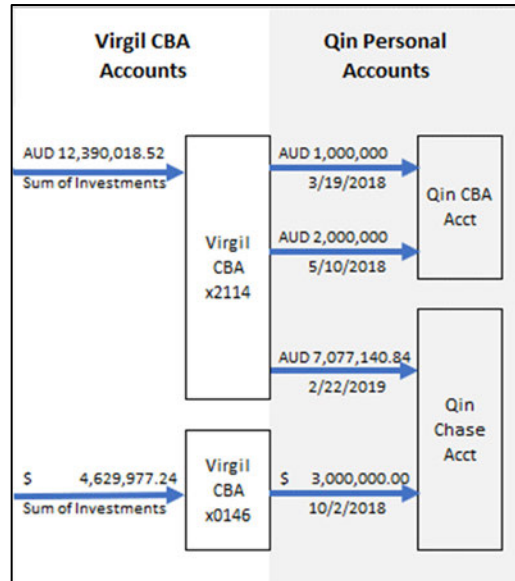 Virgil CBA
Accounts
Qin Personal
Accounts
AUD 12,390,018.52
Sum of Investments
Virgil
CBA
x2114
AUD 1,000,000
3/19/2018
AUD 2,000,000
5/10/2018
Qin CBA
Acct
AUD 7,077,140.84
2/22/2019
Qin
Chase
Acct
$ 4,629,977.24
Sum of Investments
Virgil
CBA
x0146
$ 3,000,000.00
10/2/2018